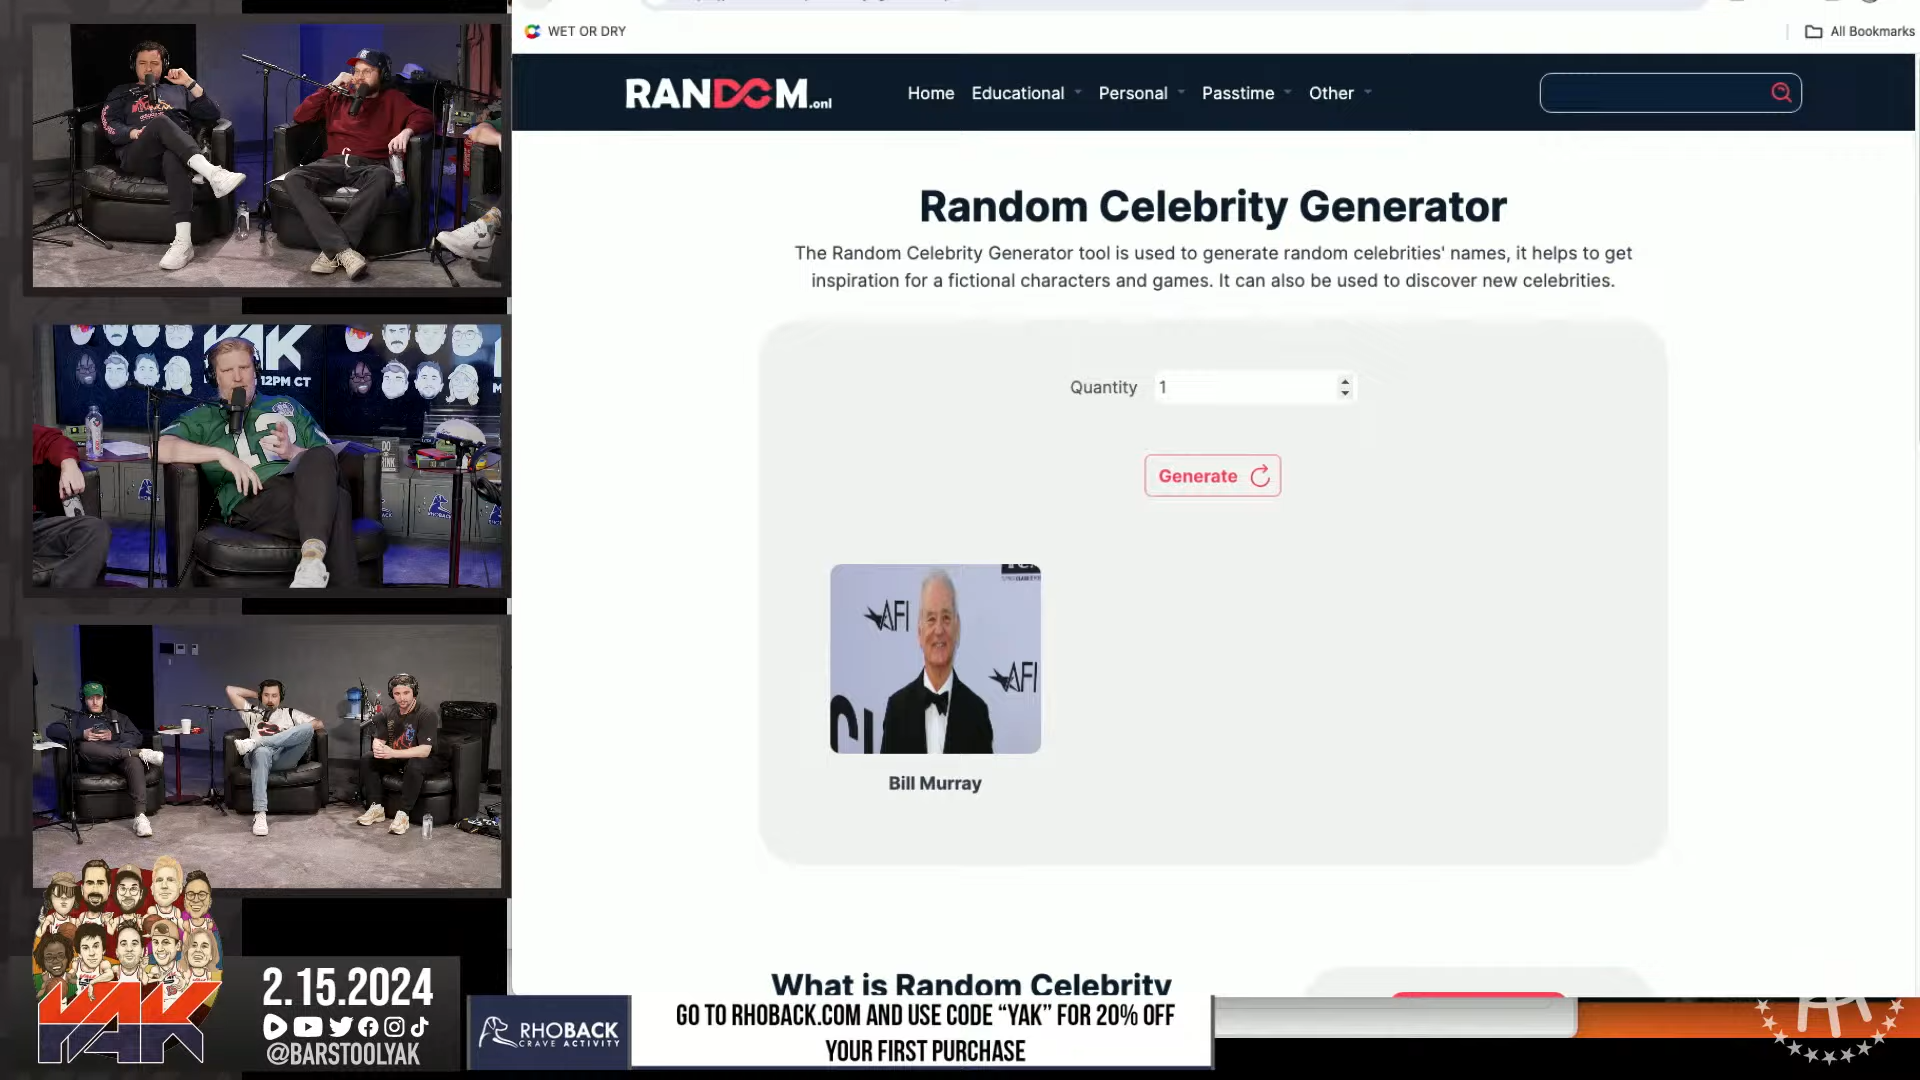 WET OR DRY
All Bookmarks
RANDOM.onl
Home
Educational
Personal
Passtime
Other
Random Celebrity Generator
The Random Celebrity Generator tool is used to generate random celebrities' names, it helps to get
inspiration for a fictional characters and games. It can also be used to discover new celebrities.
Quantity 1
Generate
AFI
AFI
Bill Murray
What is Random Celebrity
YAK
12PM CT
YAK
2.15.2024
@BARSTOOLYAK
RHOBACK
CRAVE ACTIVITY
GO TO RHOBACK.COM AND USE CODE “YAK” FOR 20% OFF
YOUR FIRST PURCHASE